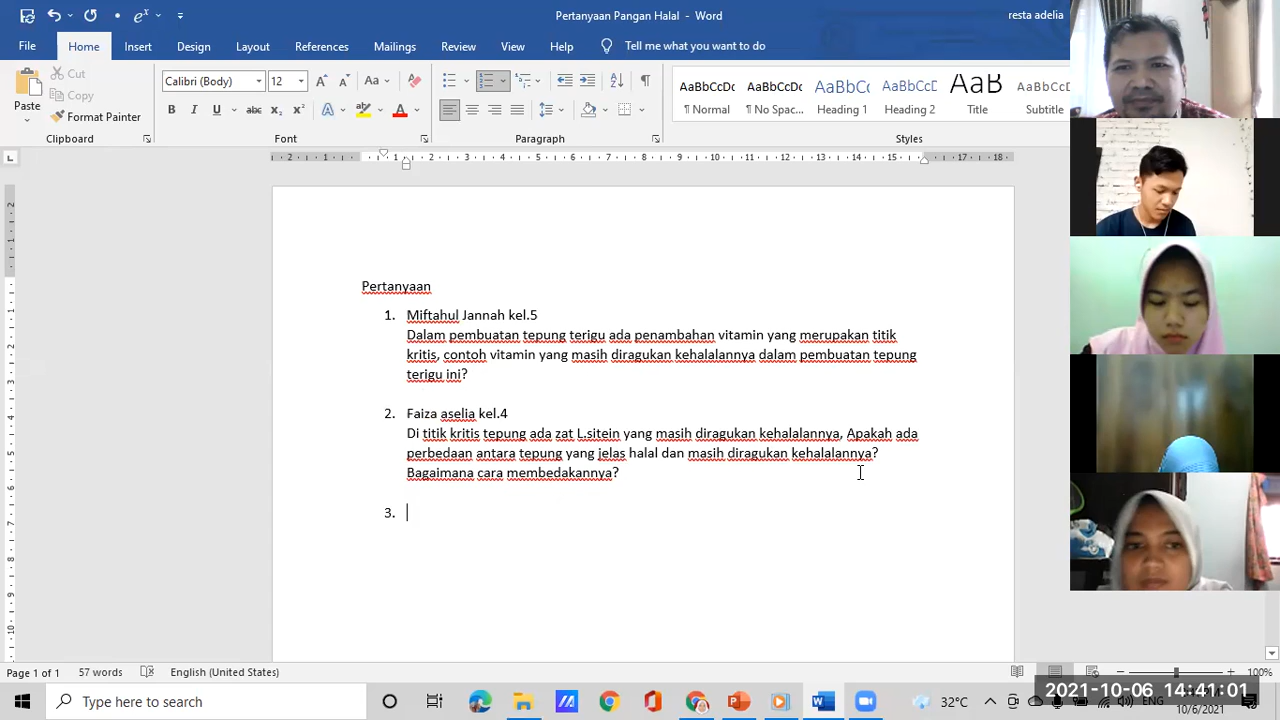 Pertanyaan Pangan Halal - Word
resta adelia
File Home Insert Design Layout References Mailings Review View Help Tell me what you want to do
Paste
Cut
Copy
Format Painter
Clipboard
Calibri (Body) 12
Font
Paragraph
AaBbCcDc AaBbCcDc AaBbCc AaBbCcD AaB AaBbCcD
¶ Normal ¶ No Spac... Heading 1 Heading 2 Title Subtitle
Styles
Pertanyaan
1. Miftahul Jannah kel.5
Dalam pembuatan tepung terigu ada penambahan vitamin yang merupakan titik
kritis, contoh vitamin yang masih diragukan kehalalannya dalam pembuatan tepung
terigu ini?
2. Faiza aselia kel.4
Di titik kritis tepung ada zat L.sitein yang masih diragukan kehalalannya, Apakah ada
perbedaan antara tepung yang jelas halal dan masih diragukan kehalalannya?
Bagaimana cara membedakannya?
3.
Page 1 of 1 57 words English (United States) 100%
Type here to search
32°C
ENG
2021-10-06 14:41:01
10/6/2021